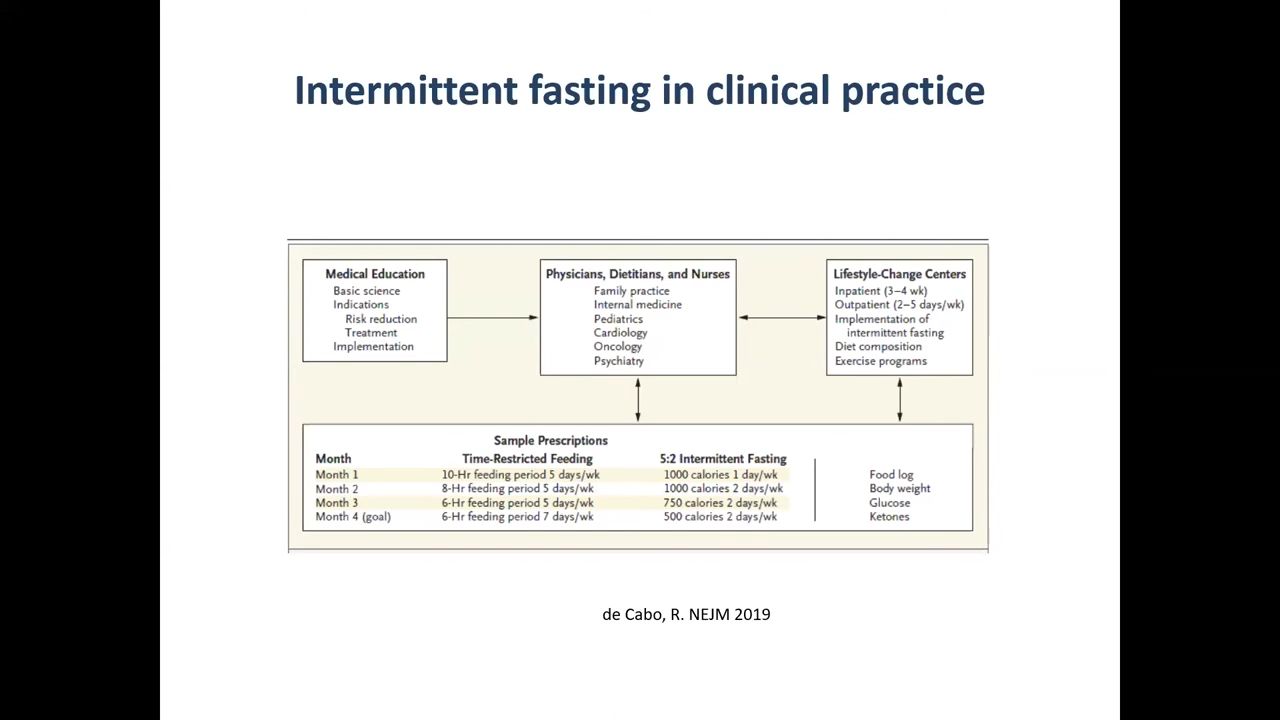 Intermittent fasting in clinical practice
Medical Education
Basic science
Indications
Risk reduction
Treatment
Implementation
Physicians, Dietitians, and Nurses
Family practice
Internal medicine
Pediatrics
Cardiology
Oncology
Psychiatry
Lifestyle-Change Centers
Inpatient (3–4 wk)
Outpatient (2–5 days/wk)
Implementation of
intermittent fasting
Diet composition
Exercise programs
Sample Prescriptions
Month Time-Restricted Feeding 5:2 Intermittent Fasting
Month 1 10-Hr feeding period 5 days/wk 1000 calories 1 day/wk Food log
Month 2 8-Hr feeding period 5 days/wk 1000 calories 2 days/wk Body weight
Month 3 6-Hr feeding period 5 days/wk 750 calories 2 days/wk Glucose
Month 4 (goal) 6-Hr feeding period 7 days/wk 500 calories 2 days/wk Ketones
de Cabo, R. NEJM 2019